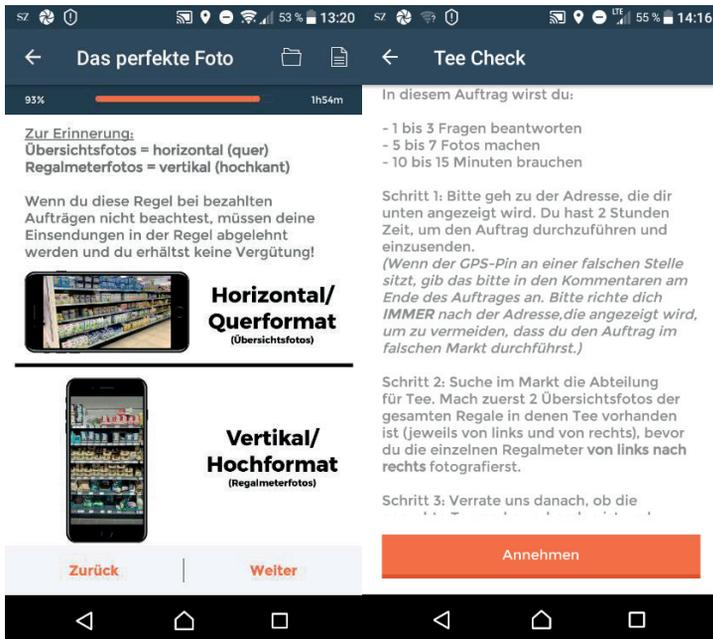 SZ 53 % 13:20
Das perfekte Foto
93% 1h54m
Zur Erinnerung:
Übersichtsfotos = horizontal (quer)
Regalmeterfotos = vertikal (hochkant)
Wenn du diese Regel bei bezahlten
Aufträgen nicht beachtest, müssen deine
Einsendungen in der Regel abgelehnt
werden und du erhältst keine Vergütung!
Horizontal/
Querformat
(Übersichtsfotos)
Vertikal/
Hochformat
(Regalmeterfotos)
Zurück Weiter
SZ LTE 55 % 14:16
Tee Check
In diesem Auftrag wirst du:
- 1 bis 3 Fragen beantworten
- 5 bis 7 Fotos machen
- 10 bis 15 Minuten brauchen
Schritt 1: Bitte geh zu der Adresse, die dir
unten angezeigt wird. Du hast 2 Stunden
Zeit, um den Auftrag durchzuführen und
einzusenden.
(Wenn der GPS-Pin an einer falschen Stelle
sitzt, gib das bitte in den Kommentaren am
Ende des Auftrages an. Bitte richte dich
IMMER nach der Adresse,die angezeigt wird,
um zu vermeiden, dass du den Auftrag im
falschen Markt durchführst.)
Schritt 2: Suche im Markt die Abteilung
für Tee. Mach zuerst 2 Übersichtsfotos der
gesamten Regale in denen Tee vorhanden
ist (jeweils von links und von rechts), bevor
du die einzelnen Regalmeter von links nach
rechts fotografierst.
Schritt 3: Verrate uns danach, ob die
Annehmen